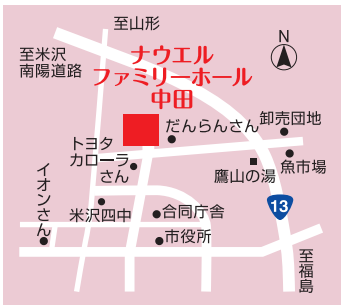 至山形
N
至米沢
南陽道路
ナウエル
ファミリーホール
中田
だんらんさん
卸売団地
トヨタ
カローラ
さん
鷹山の湯
魚市場
イオンさん
米沢四中
合同庁舎
13
市役所
至福島